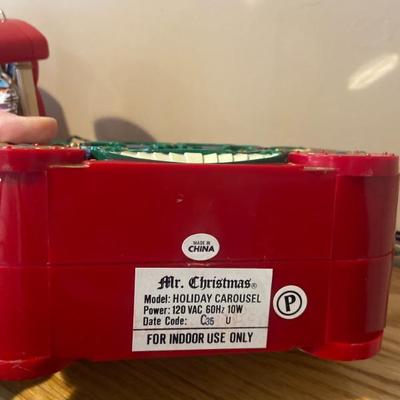 MADE IN
CHINA
Mr. Christmas®
Model: HOLIDAY CAROUSEL
Power: 120 VAC 60Hz 10W
Date Code: C35 U
FOR INDOOR USE ONLY
P